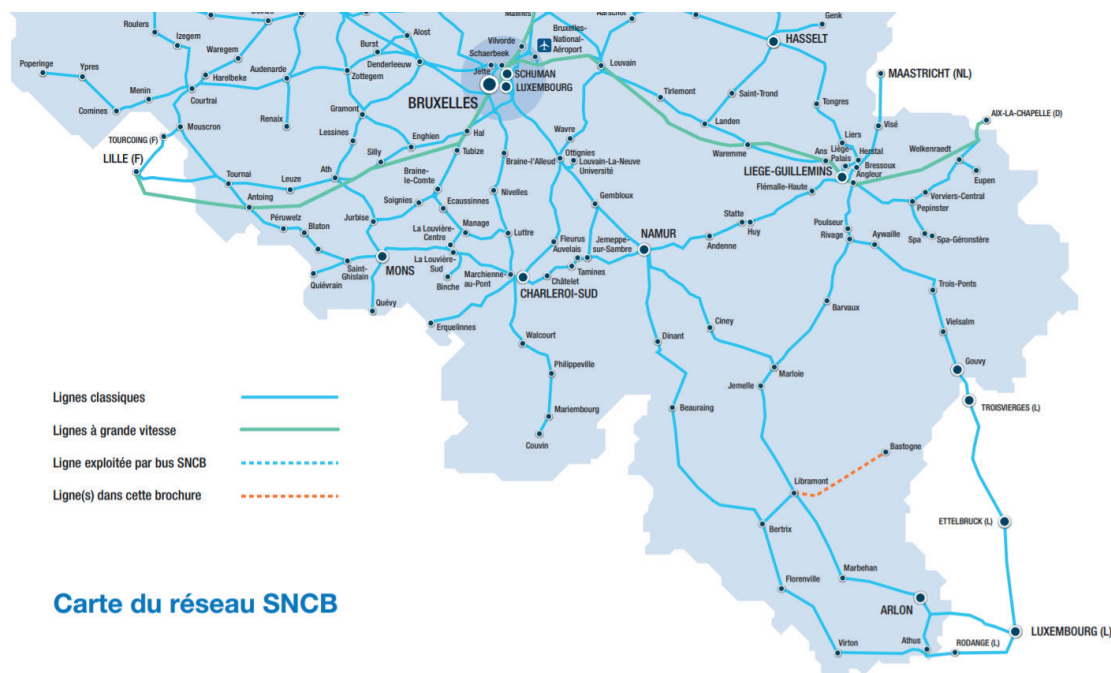 Malines
Aarschot
Genk
Roulers
Izegem
Waregem
Alost
Burst
Vilvorde
Schaerbeek
Bruxelles-
National-
Aéroport
HASSELT
Poperinge
Ypres
Harelbeke
Audenarde
Zottegem
Denderleeuw
Jette
SCHUMAN
LUXEMBOURG
Louvain
MAASTRICHT (NL)
Menin
Comines
Courtrai
Renaix
Gramont
BRUXELLES
Tirlemont
Saint-Trond
Tongres
Visé
AIX-LA-CHAPELLE (D)
TOURCOING (F)
Mouscron
Lessines
Enghien
Hal
Wavre
Landen
Liers
LILLE (F)
Silly
Tubize
Braine-l'Alleud
Ottignies
Louvain-La-Neuve
Université
Waremme
Ans
Liège-
Palais
Herstal
Bressoux
Angleur
Welkenraedt
Tournai
Leuze
Ath
Braine-
le-Comte
LIEGE-GUILLEMINS
Eupen
Antoing
Soignies
Ecaussinnes
Nivelles
Gembloux
Flémalle-Haute
Verviers-Central
Pepinster
Péruwelz
Blaton
Jurbise
Manage
La Louvière-
Centre
Luttre
Fleurus
Auvelais
Jemeppe-
sur-Sambre
NAMUR
Statte
Huy
Andenne
Poulseur
Rivage
Aywaille
Spa
Spa-Géronstère
Saint-
Ghislain
MONS
La Louvière-
Sud
Binche
Marchienne-
au-Pont
Châtelet
Tamines
Quiévrain
CHARLEROI-SUD
Trois-Ponts
Quévy
Erquelinnes
Barvaux
Walcourt
Dinant
Ciney
Vielsalm
Philippeville
Marloie
Gouvy
Jemelle
Lignes classiques
Mariembourg
Beauraing
TROISVIERGES (L)
Lignes à grande vitesse
Couvin
Ligne exploitée par bus SNCB
Bastogne
Ligne(s) dans cette brochure
Libramont
Bertrix
ETTELBRUCK (L)
Marbehan
Florenville
Carte du réseau SNCB
ARLON
LUXEMBOURG (L)
Virton
Athus
RODANGE (L)